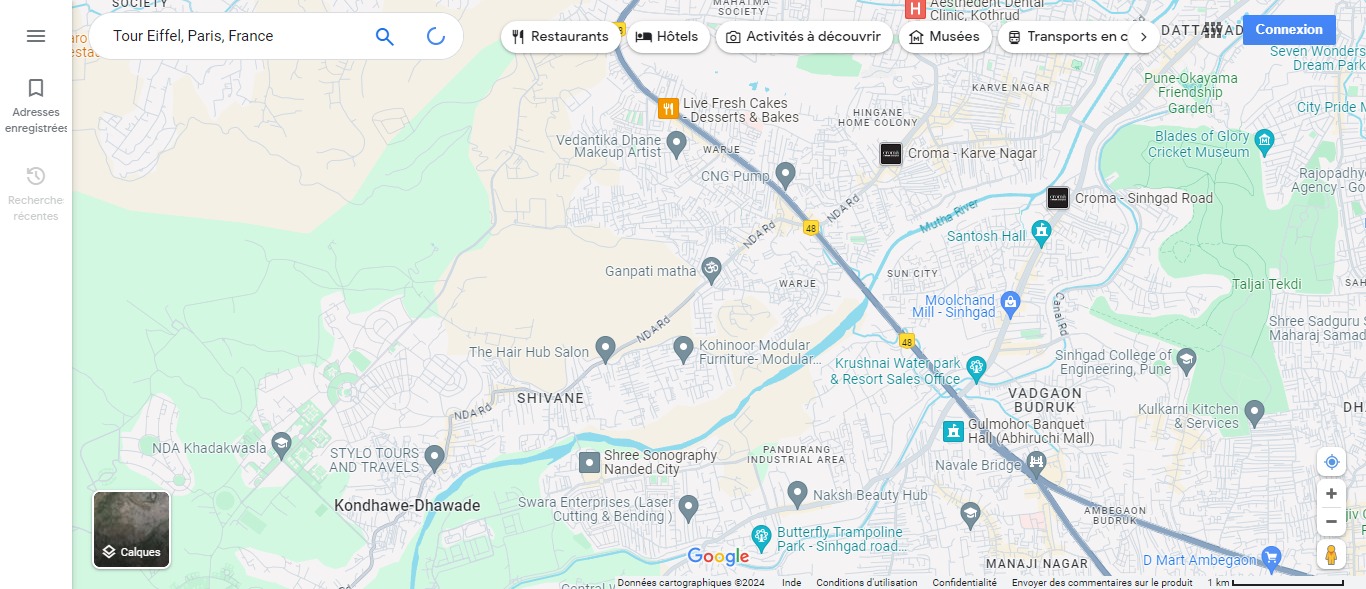 SOCIETY
MAHATMA
SOCIETY
Aesthedent Dental
Clinic, Kothrud
Tour Eiffel, Paris, France
Restaurants
Hôtels
Activités à découvrir
Musées
Transports en c
Connexion
Adresses
enregistrées
Recherche
récentes
Seven Wonders
Dream Park
Pune-Okayama
Friendship
Garden
KARVE NAGAR
City Pride M
Live Fresh Cakes
- Desserts & Bakes
HINGANE
HOME COLONY
Blades of Glory
Cricket Museum
Vedantika Dhane
Makeup Artist
WARJE
Croma - Karve Nagar
CNG Pump
Rajopadhy
Agency - Go
Croma - Sinhgad Road
NDA Rd
Mutha River
48
NDA Rd
Santosh Hall
Ganpati matha
SUN CITY
WARJE
Taljai Tekdi
SAH
Moolchand
Mill - Sinhgad
Canal Rd
NDA Rd
Shree Sadguru S
Maharaj Samad
48
The Hair Hub Salon
Kohinoor Modular
Furniture- Modular...
Krushnai Water park
& Resort Sales Office
Sinhgad College of
Engineering, Pune
SHIVANE
VADGAON
BUDRUK
NDA Rd
Kulkarni Kitchen
& Services
DHA
Gulmohor Banquet
Hall (Abhiruchi Mall)
NDA Khadakwasla
STYLO TOURS
AND TRAVELS
Shree Sonography
Nanded City
PANDURANG
INDUSTRIAL AREA
Navale Bridge
Kondhawe-Dhawade
Swara Enterprises (Laser
Cutting & Bending )
Naksh Beauty Hub
AMBEGAON
BUDRUK
Calques
Butterfly Trampoline
Park - Sinhgad road...
Google
MANAJI NAGAR
D Mart Ambegaon
Données cartographiques ©2024
Inde
Conditions d'utilisation
Confidentialité
Envoyer des commentaires sur le produit
1 km